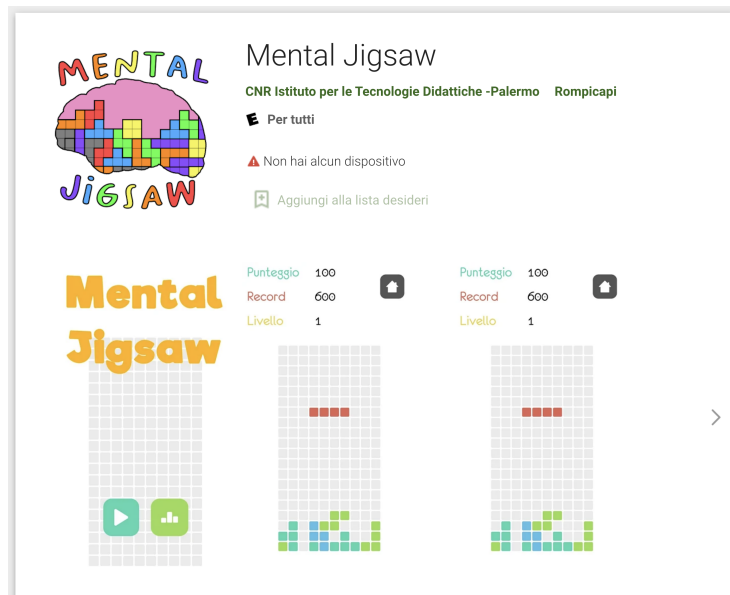 MENTAL
JiGSAW
Mental Jigsaw
CNR Istituto per le Tecnologie Didattiche -Palermo Rompicapi
E Per tutti
Non hai alcun dispositivo
Aggiungi alla lista desideri
Mental
Jigsaw
Punteggio 100
Record 600
Livello 1
Punteggio 100
Record 600
Livello 1